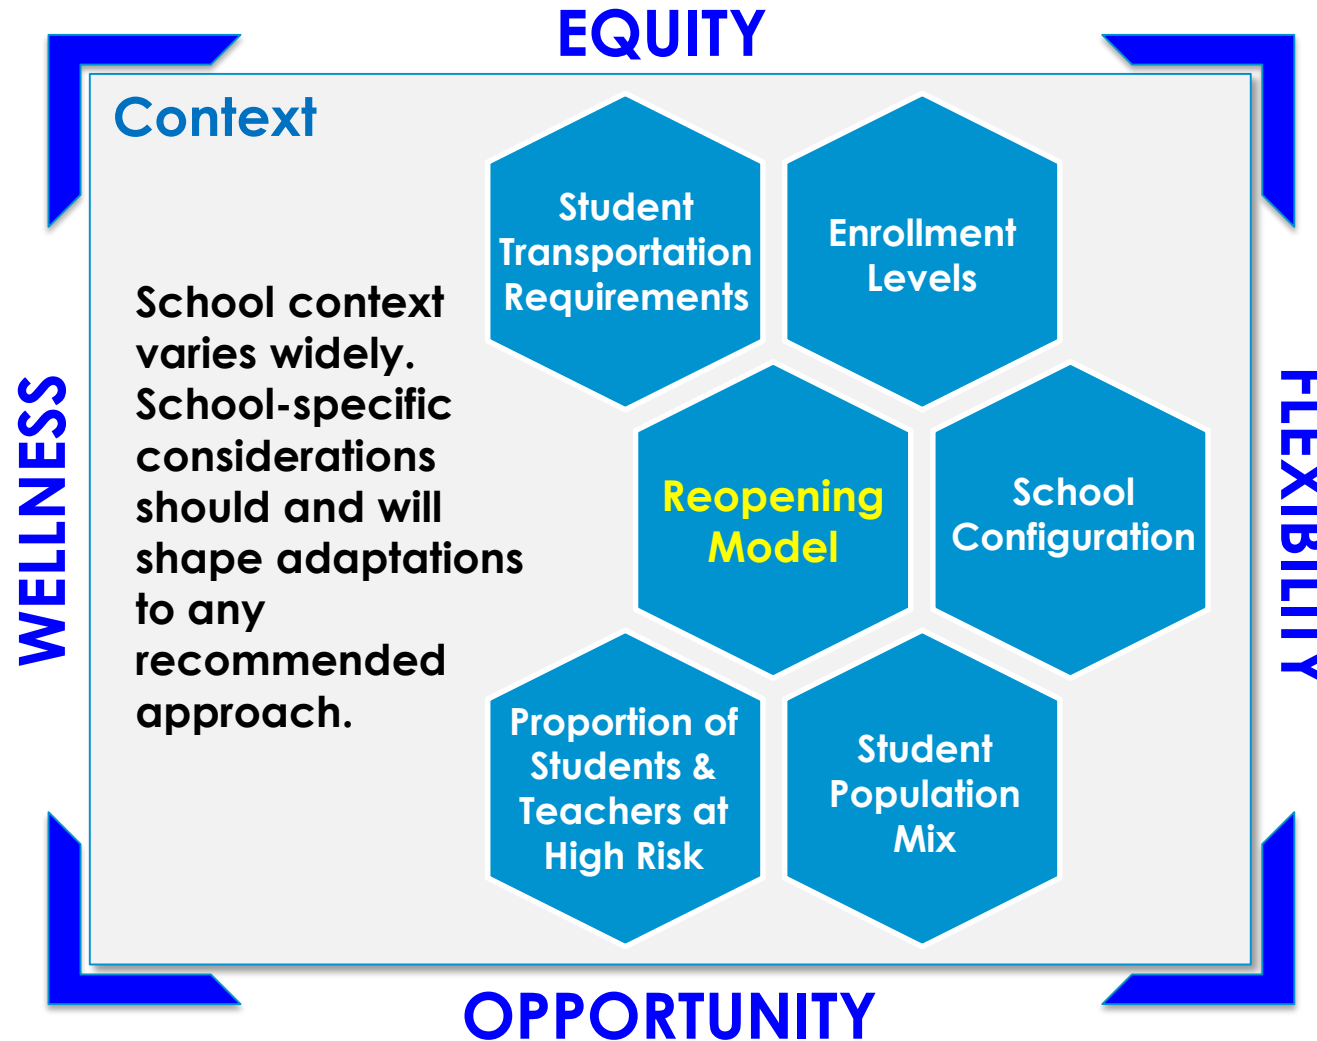 EQUITY
Context
School context
varies widely.
School-specific
considerations
should and will
shape adaptations
to any
recommended
approach.
Student
Transportation
Requirements
Enrollment
Levels
Reopening
Model
School
Configuration
Proportion of
Students &
Teachers at
High Risk
Student
Population
Mix
WELLNESS
FLEXIBILITY
OPPORTUNITY